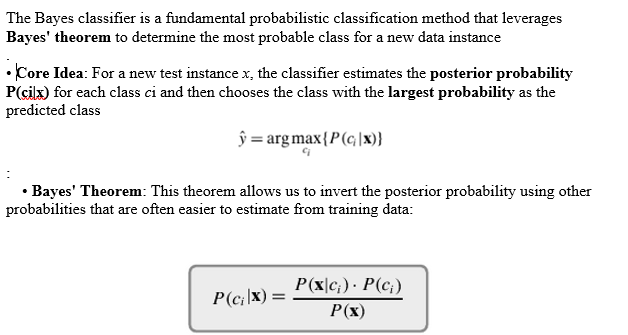 The Bayes classifier is a fundamental probabilistic classification method that leverages
Bayes' theorem to determine the most probable class for a new data instance
.
• Core Idea: For a new test instance x, the classifier estimates the posterior probability
P(ci|x) for each class ci and then chooses the class with the largest probability as the
predicted class
ŷ = arg max{P(cᵢ|x)}
cᵢ
:
• Bayes' Theorem: This theorem allows us to invert the posterior probability using other
probabilities that are often easier to estimate from training data:
P(cᵢ|x) = P(x|cᵢ) · P(cᵢ)
P(x)